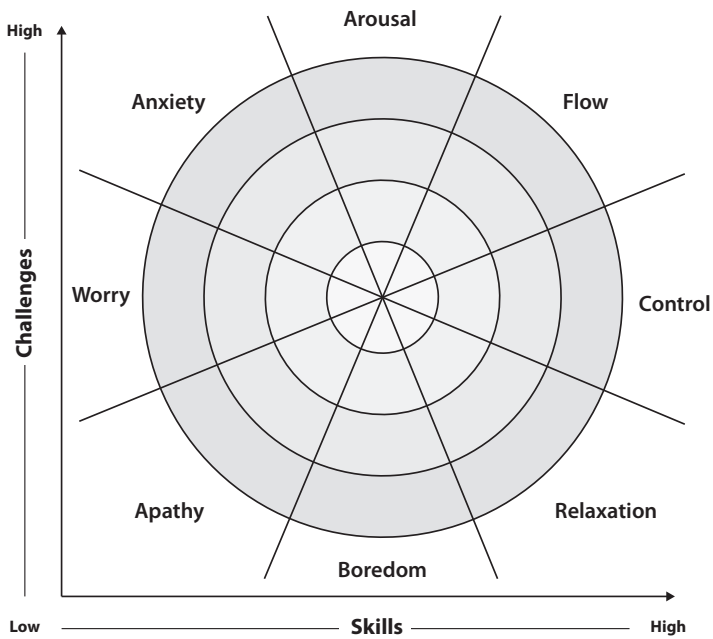 Arousal
High
Anxiety
Flow
Challenges
Worry
Control
Apathy
Relaxation
Boredom
Low
Skills
High